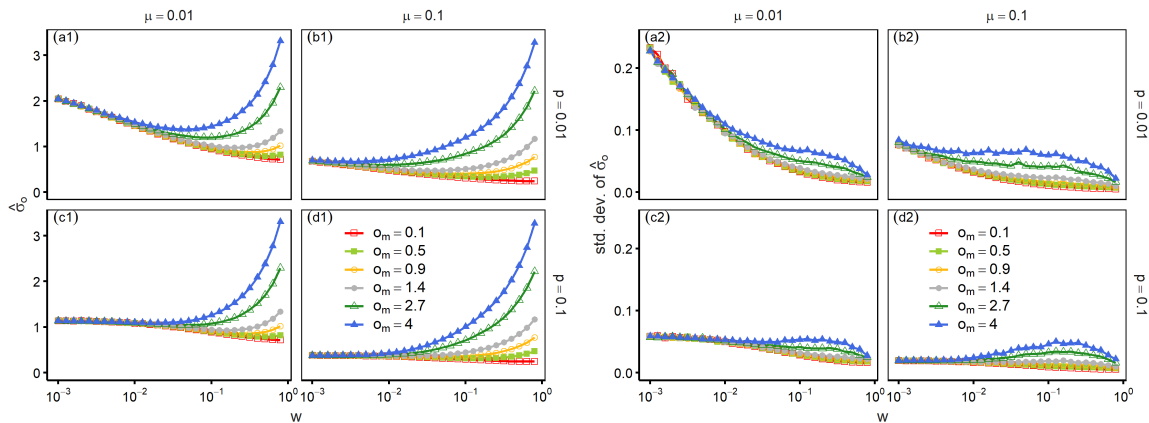 μ = 0.01
μ = 0.1
μ = 0.01
μ = 0.1
(a1)
(b1)
(a2)
(b2)
3
2
1
0
0.2
0.1
0.0
p = 0.01
p = 0.01
σ̂ₒ
std. dev. of σ̂ₒ
(c1)
(d1)
(c2)
(d2)
3
2
1
0
0.2
0.1
0.0
oₘ = 0.1
oₘ = 0.5
oₘ = 0.9
oₘ = 1.4
oₘ = 2.7
oₘ = 4
oₘ = 0.1
oₘ = 0.5
oₘ = 0.9
oₘ = 1.4
oₘ = 2.7
oₘ = 4
p = 0.1
p = 0.1
10⁻³ 10⁻² 10⁻¹ 10⁰
10⁻² 10⁻¹ 10⁰
10⁻³ 10⁻² 10⁻¹ 10⁰
10⁻² 10⁻¹ 10⁰
w
w